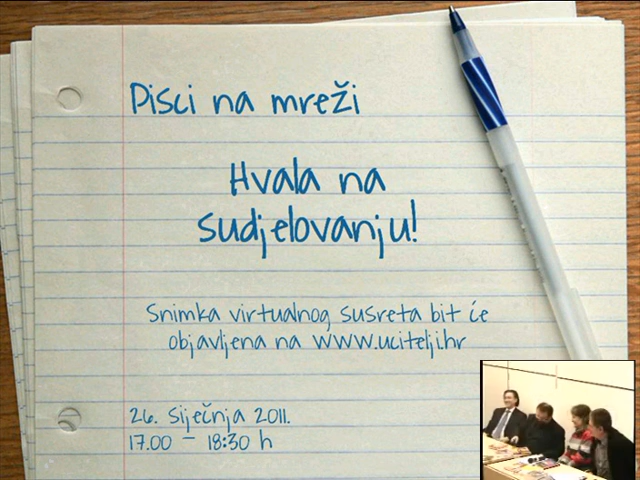 Pisci na mreži
Hvala na
sudjelovanju!
Snimka virtualnog susreta bit će
objavljena na www.ucitelji.hr
26. siječnja 2011.
17.00 - 18:30 h